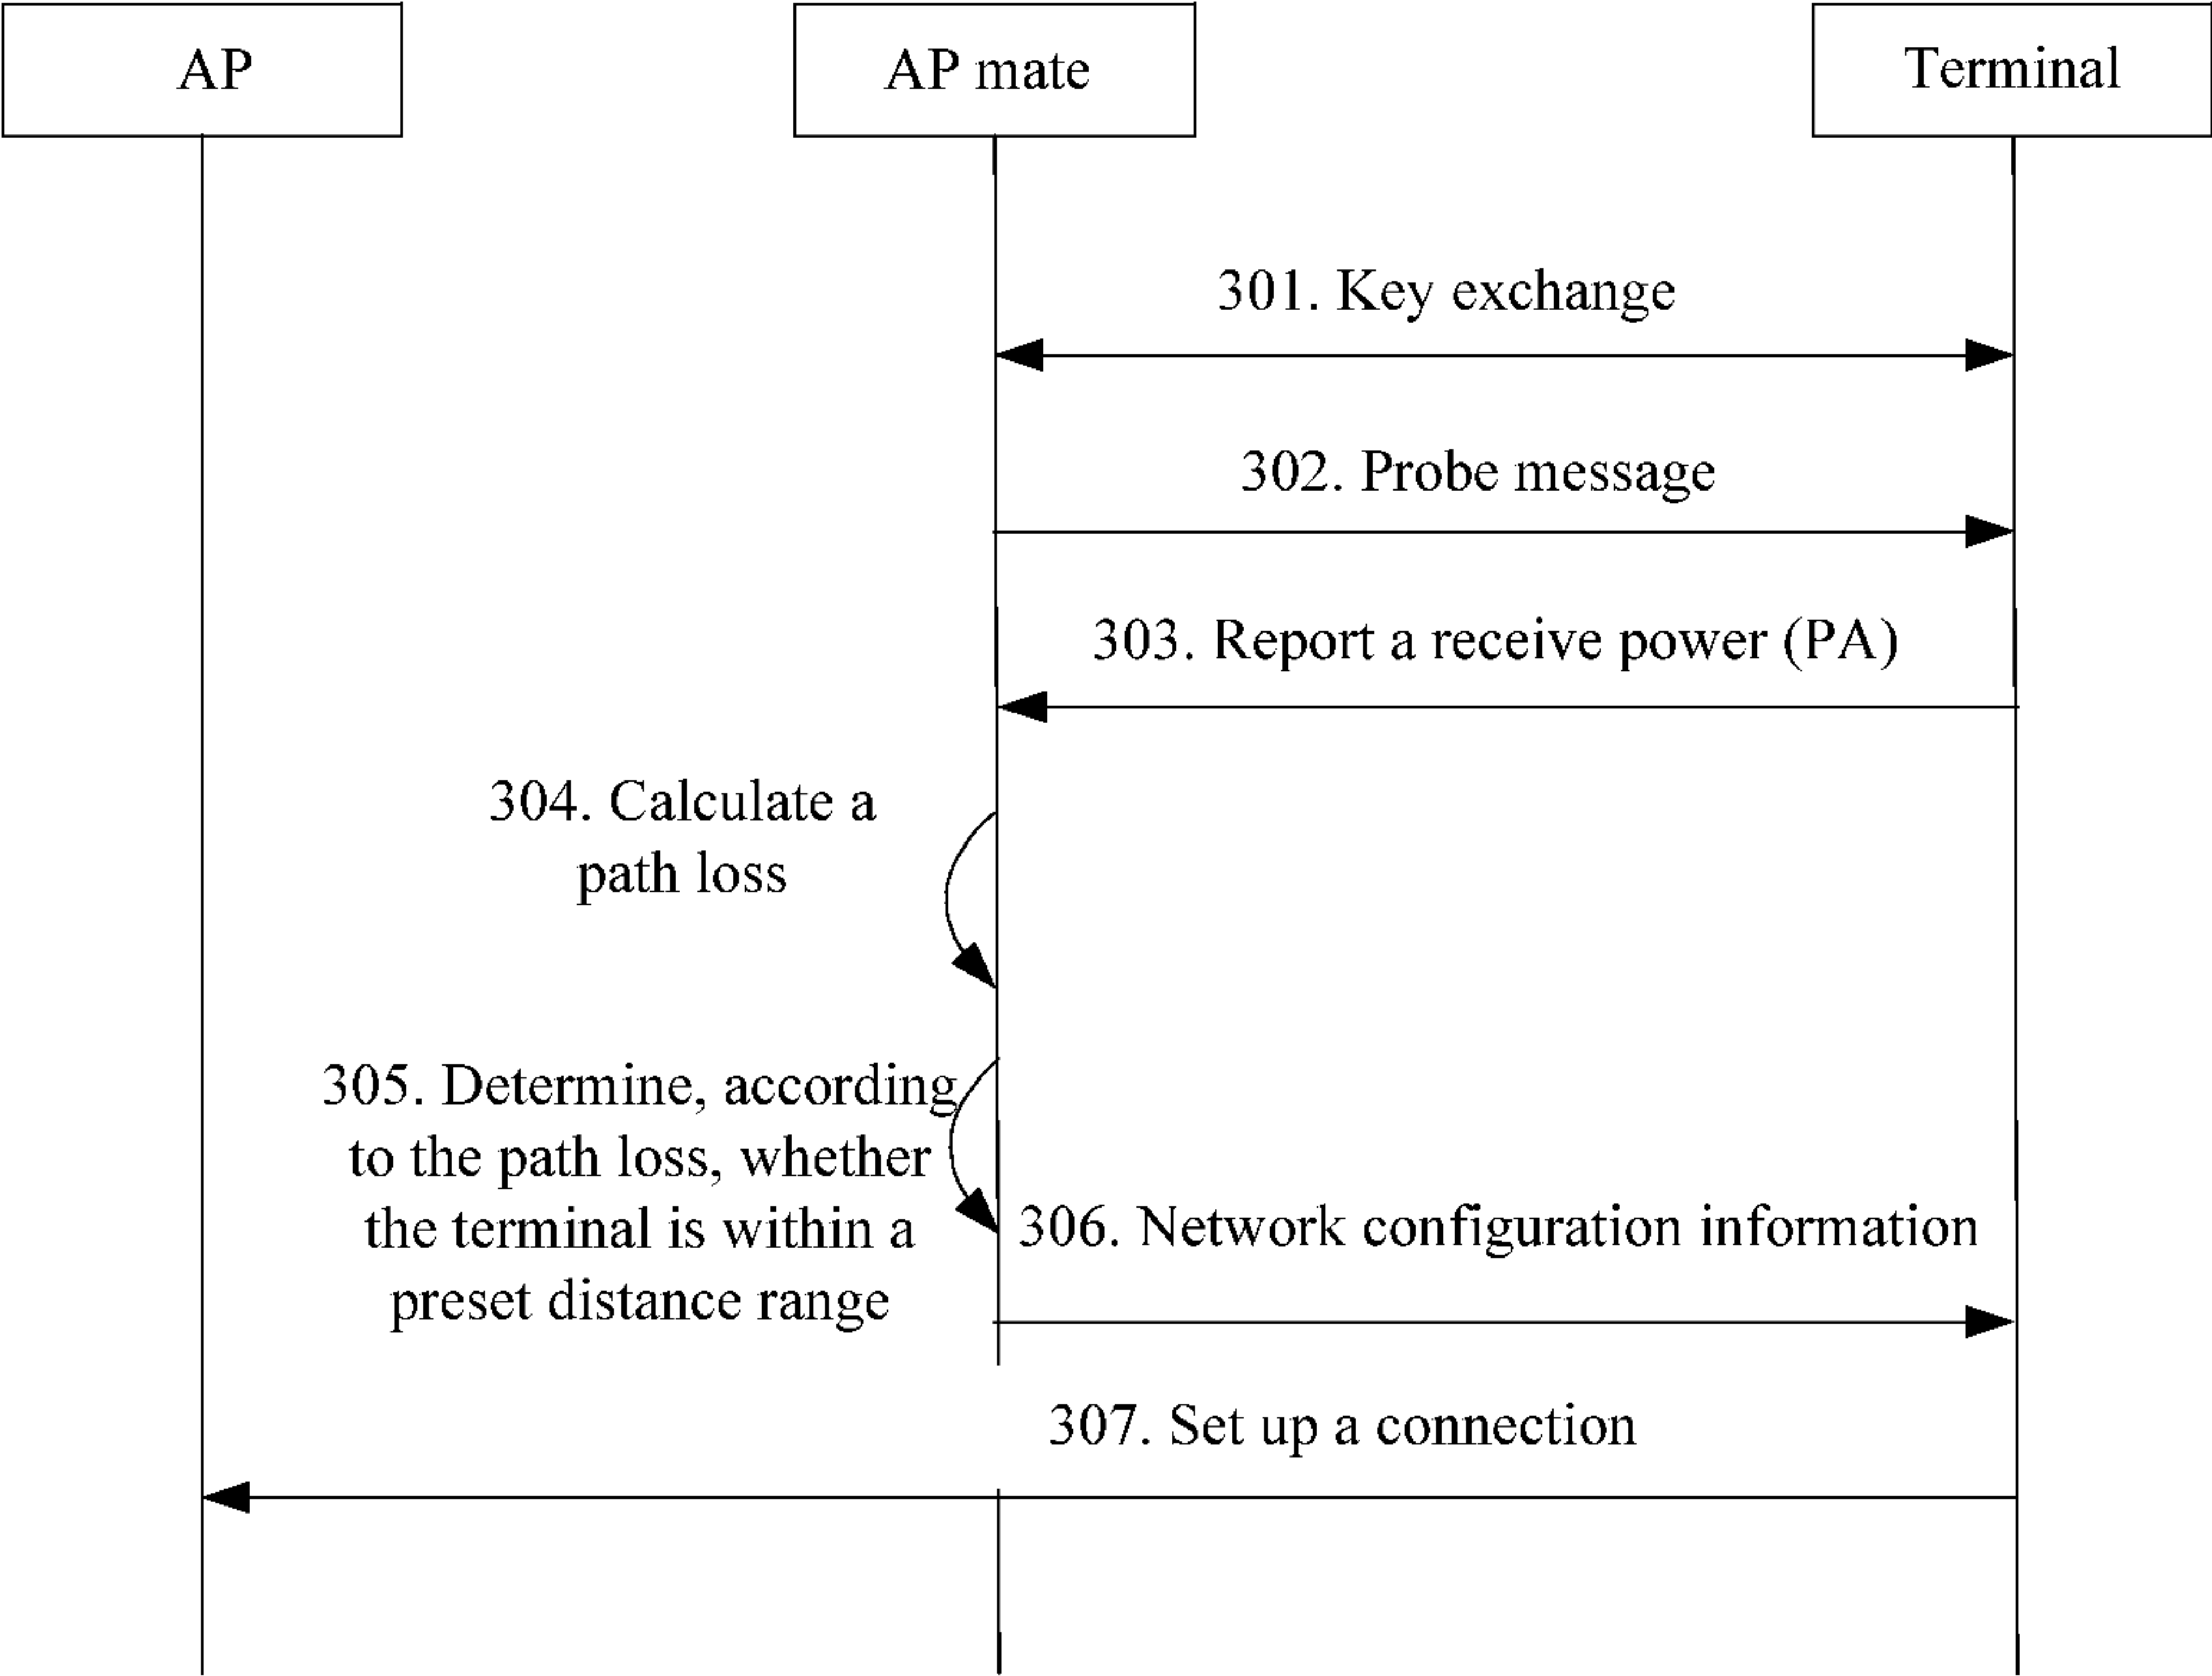 AP
AP mate
Terminal
301. Key exchange
302. Probe message
303. Report a receive power (PA)
304. Calculate a
path loss
305. Determine, according
to the path loss, whether
the terminal is within a
preset distance range
306. Network configuration information
307. Set up a connection